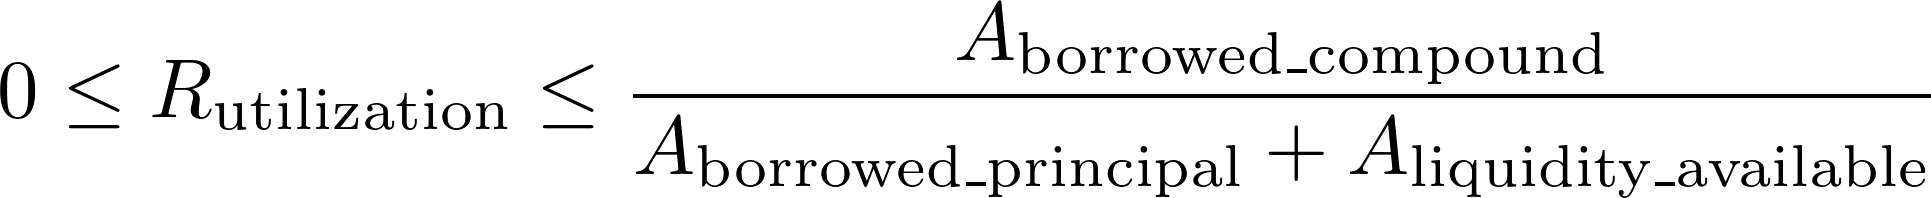 0 ≤ R_utilization ≤ A_borrowed_compound / (A_borrowed_principal + A_liquidity_available)